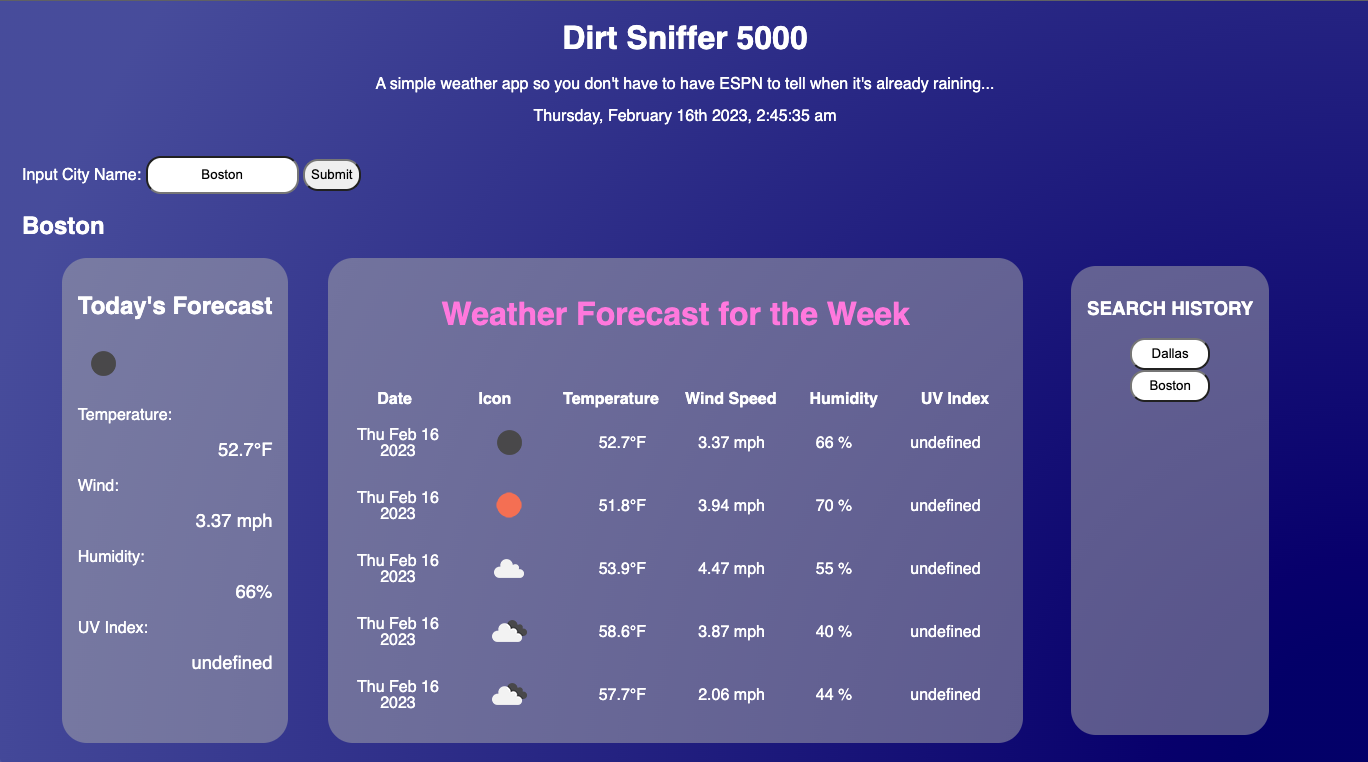 Dirt Sniffer 5000
A simple weather app so you don't have to have ESPN to tell when it's already raining...
Thursday, February 16th 2023, 2:45:35 am
Input City Name: Boston Submit
Boston
Today's Forecast
Temperature:
52.7°F
Wind:
3.37 mph
Humidity:
66%
UV Index:
undefined
Weather Forecast for the Week
Date Icon Temperature Wind Speed Humidity UV Index
Thu Feb 16
2023
52.7°F 3.37 mph 66 % undefined
Thu Feb 16
2023
51.8°F 3.94 mph 70 % undefined
Thu Feb 16
2023
53.9°F 4.47 mph 55 % undefined
Thu Feb 16
2023
58.6°F 3.87 mph 40 % undefined
Thu Feb 16
2023
57.7°F 2.06 mph 44 % undefined
SEARCH HISTORY
Dallas
Boston